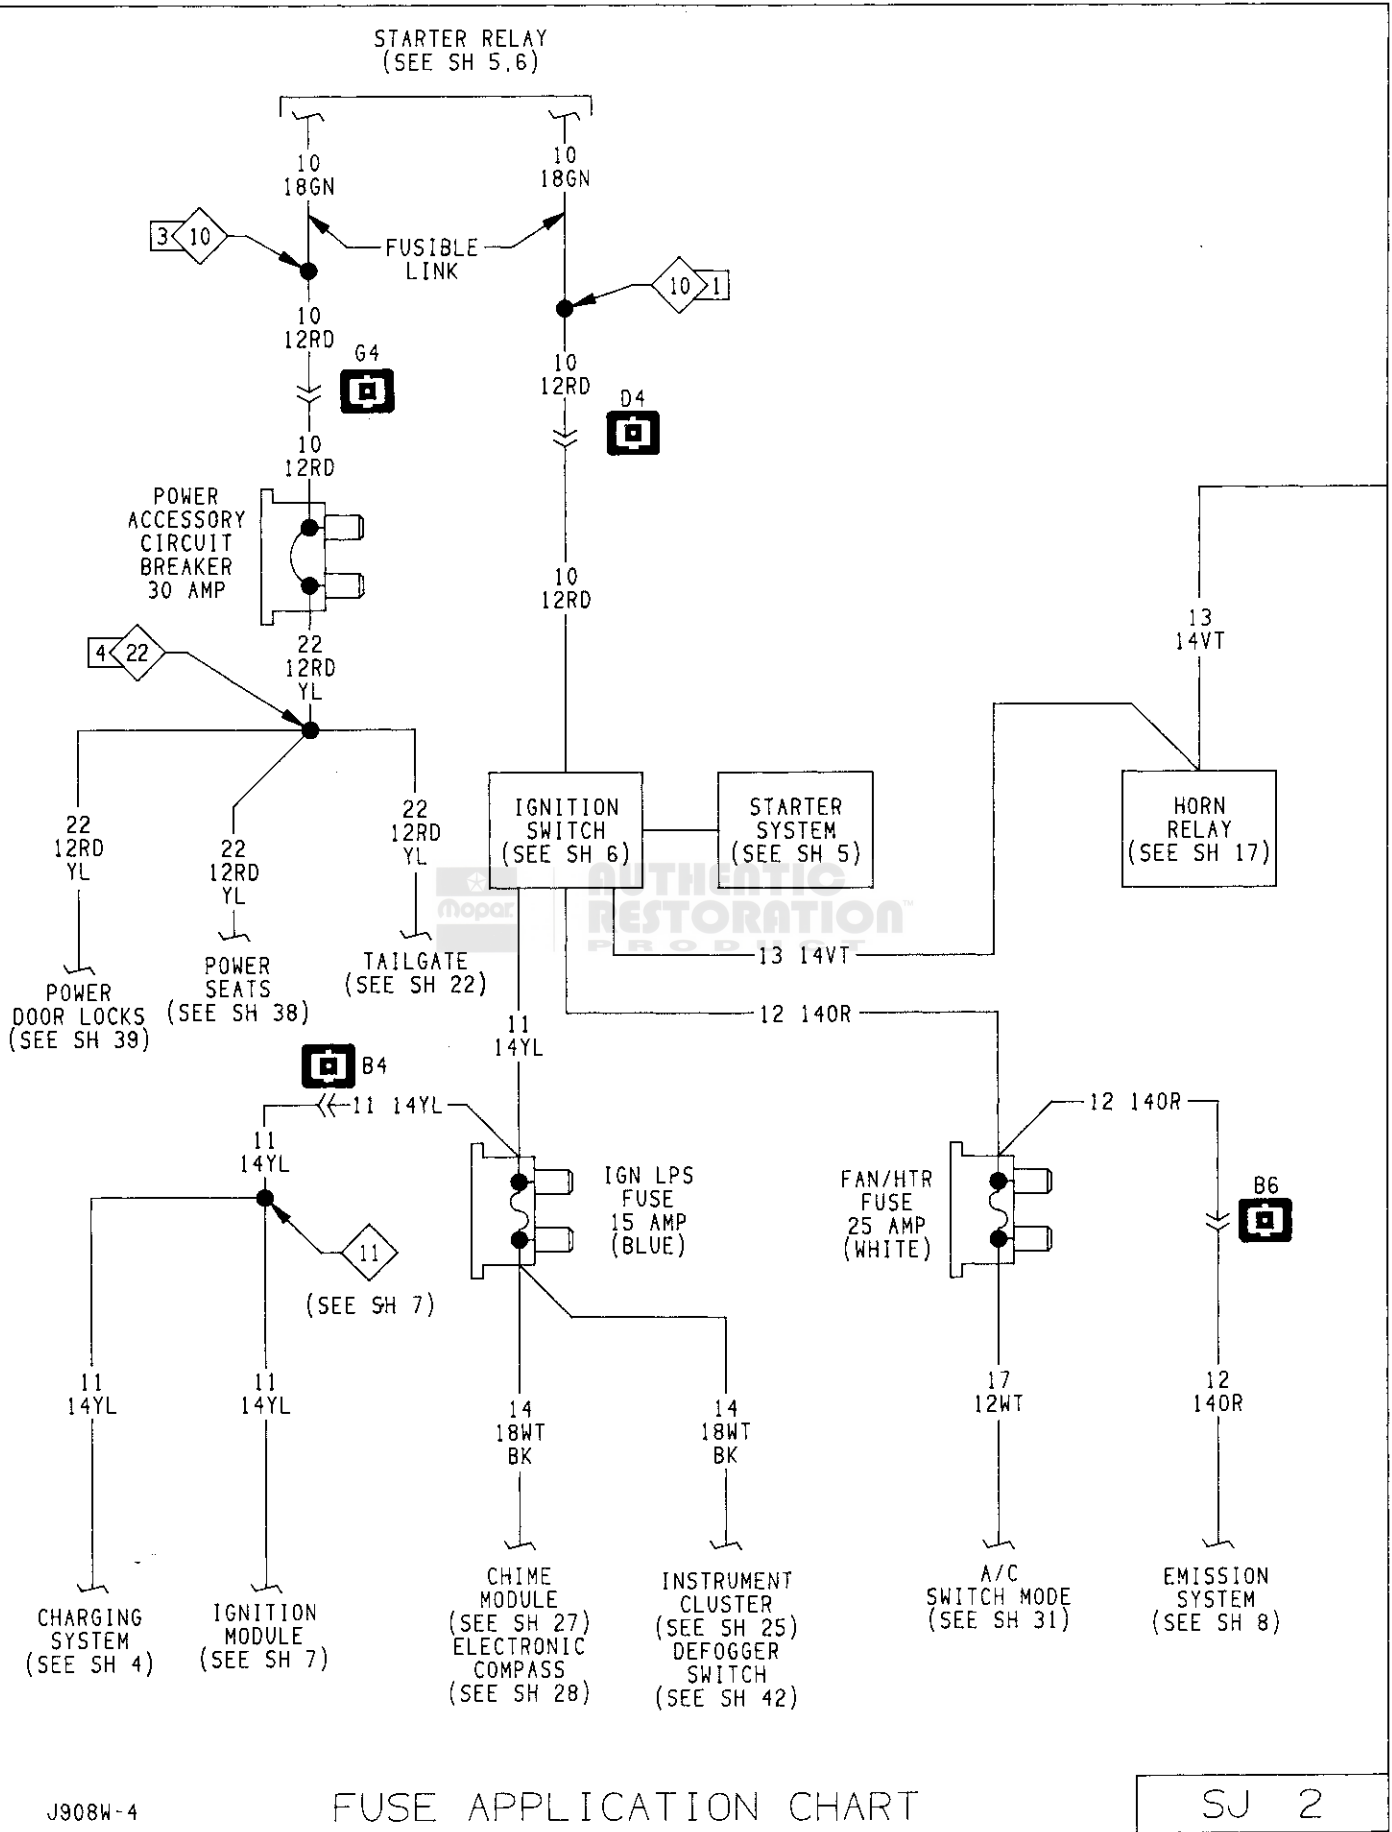 STARTER RELAY
(SEE SH 5,6)
10
18GN
10
18GN
3 10
FUSIBLE
LINK
10 1
10
12RD
G4
10
12RD
D4
10
12RD
POWER
ACCESSORY
CIRCUIT
BREAKER
30 AMP
10
12RD
13
14VT
4 22
22
12RD
YL
22
12RD
YL
22
12RD
YL
22
12RD
YL
IGNITION
SWITCH
(SEE SH 6)
STARTER
SYSTEM
(SEE SH 5)
HORN
RELAY
(SEE SH 17)
Mopar
AUTHENTIC
RESTORATION™
PRODUCT
POWER
DOOR LOCKS
(SEE SH 39)
POWER
SEATS
(SEE SH 38)
TAILGATE
(SEE SH 22)
13 14VT
12 14OR
11
14YL
B4
11 14YL
12 14OR
11
14YL
IGN LPS
FUSE
15 AMP
(BLUE)
FAN/HTR
FUSE
25 AMP
(WHITE)
B6
11
(SEE SH 7)
11
14YL
11
14YL
14
18WT
BK
14
18WT
BK
17
12WT
12
14OR
CHARGING
SYSTEM
(SEE SH 4)
IGNITION
MODULE
(SEE SH 7)
CHIME
MODULE
(SEE SH 27)
ELECTRONIC
COMPASS
(SEE SH 28)
INSTRUMENT
CLUSTER
(SEE SH 25)
DEFOGGER
SWITCH
(SEE SH 42)
A/C
SWITCH MODE
(SEE SH 31)
EMISSION
SYSTEM
(SEE SH 8)
J908W-4
FUSE APPLICATION CHART
SJ 2